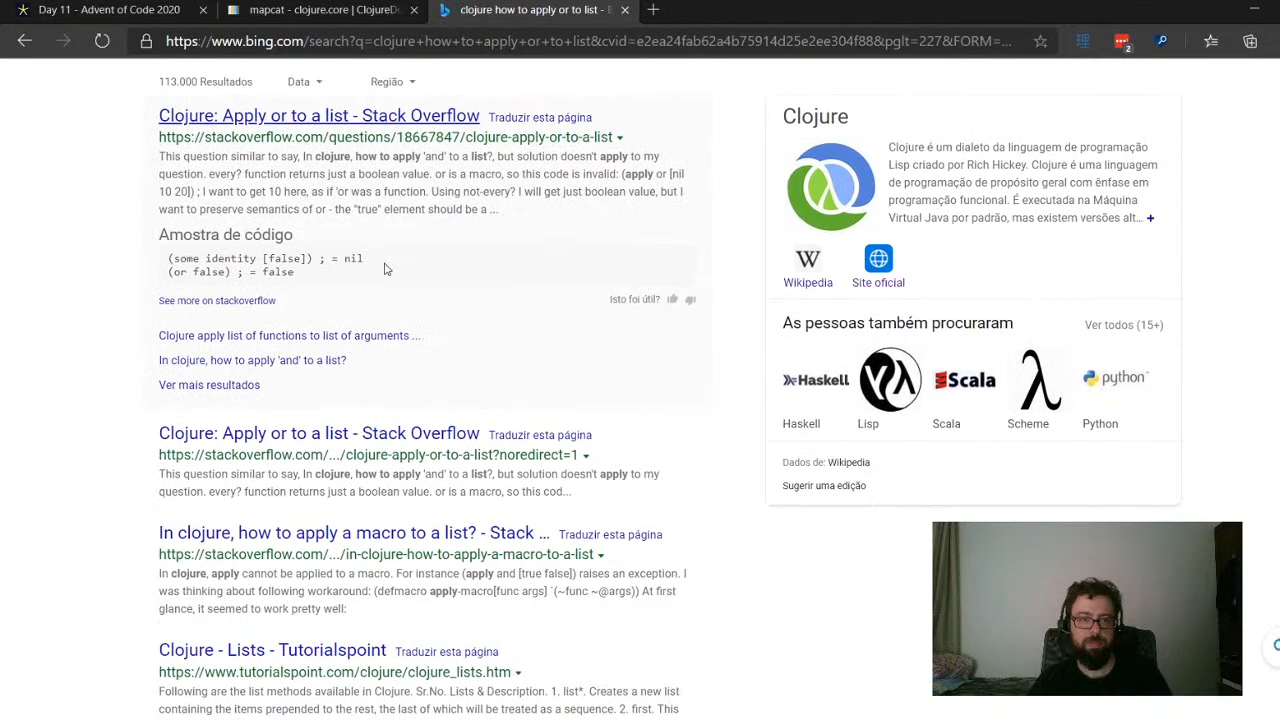 Day 11 - Advent of Code 2020
mapcat - clojure.core | ClojureDo
clojure how to apply or to list - B
https://www.bing.com/search?q=clojure+how+to+apply+or+to+list&cvid=e2ea24fab62a4b75914d25e2ee304f88&pglt=227&FORM=...
2
113.000 Resultados
Data
Região
Clojure: Apply or to a list - Stack Overflow
Traduzir esta página
https://stackoverflow.com/questions/18667847/clojure-apply-or-to-a-list
This question similar to say, In clojure, how to apply 'and' to a list?, but solution doesn't apply to my
question. every? function returns just a boolean value. or is a macro, so this code is invalid: (apply or [nil
10 20]) ; I want to get 10 here, as if 'or was a function. Using not-every? I will get just boolean value, but I
want to preserve semantics of or - the "true" element should be a ...
Amostra de código
(some identity [false]) ; = nil
(or false) ; = false
See more on stackoverflow
Isto foi útil?
Clojure apply list of functions to list of arguments ...
In clojure, how to apply 'and' to a list?
Ver mais resultados
Clojure: Apply or to a list - Stack Overflow
Traduzir esta página
https://stackoverflow.com/.../clojure-apply-or-to-a-list?noredirect=1
This question similar to say, In clojure, how to apply 'and' to a list?, but solution doesn't apply to my
question. every? function returns just a boolean value. or is a macro, so this cod...
In clojure, how to apply a macro to a list? - Stack ...
Traduzir esta página
https://stackoverflow.com/.../in-clojure-how-to-apply-a-macro-to-a-list
In clojure, apply cannot be applied to a macro. For instance (apply and [true false]) raises an exception. I
was thinking about following workaround: (defmacro apply-macro[func args] `(~func ~@args)) At first
glance, it seemed to work pretty well:
Clojure - Lists - Tutorialspoint
Traduzir esta página
https://www.tutorialspoint.com/clojure/clojure_lists.htm
Following are the list methods available in Clojure. Sr.No. Lists & Description. 1. list*. Creates a new list
containing the items prepended to the rest, the last of which will be treated as a sequence. 2. first. This
Clojure
Clojure é um dialeto da linguagem de programação
Lisp criado por Rich Hickey. Clojure é uma linguagem
de programação de propósito geral com ênfase em
programação funcional. É executada na Máquina
Virtual Java por padrão, mas existem versões alt...
W
Wikipedia
Site oficial
As pessoas também procuraram
Ver todos (15+)
Haskell
Scala
python
Haskell
Lisp
Scala
Scheme
Python
Dados de: Wikipedia
Sugerir uma edição